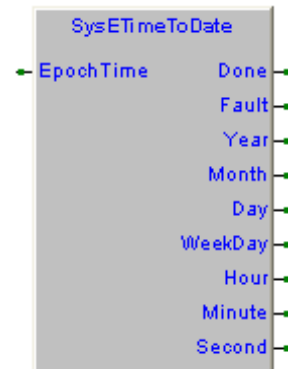 SysETimeToDate
EpochTime Done
Fault
Year
Month
Day
WeekDay
Hour
Minute
Second